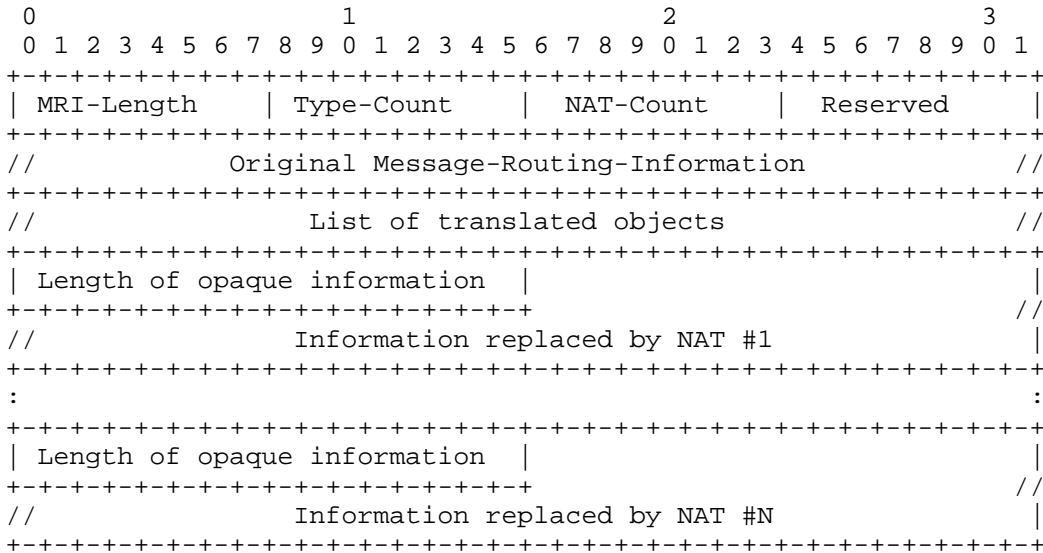 0                   1                   2                   3
 0 1 2 3 4 5 6 7 8 9 0 1 2 3 4 5 6 7 8 9 0 1 2 3 4 5 6 7 8 9 0 1
+-+-+-+-+-+-+-+-+-+-+-+-+-+-+-+-+-+-+-+-+-+-+-+-+-+-+-+-+-+-+-+-+
| MRI-Length    | Type-Count    |  NAT-Count    |  Reserved     |
+-+-+-+-+-+-+-+-+-+-+-+-+-+-+-+-+-+-+-+-+-+-+-+-+-+-+-+-+-+-+-+-+
//            Original Message-Routing-Information             //
+-+-+-+-+-+-+-+-+-+-+-+-+-+-+-+-+-+-+-+-+-+-+-+-+-+-+-+-+-+-+-+-+
//                 List of translated objects                  //
+-+-+-+-+-+-+-+-+-+-+-+-+-+-+-+-+-+-+-+-+-+-+-+-+-+-+-+-+-+-+-+-+
| Length of opaque information  |                               |
+-+-+-+-+-+-+-+-+-+-+-+-+-+-+-+-+                              //
//                Information replaced by NAT #1                |
+-+-+-+-+-+-+-+-+-+-+-+-+-+-+-+-+-+-+-+-+-+-+-+-+-+-+-+-+-+-+-+-+
:                                                               :
+-+-+-+-+-+-+-+-+-+-+-+-+-+-+-+-+-+-+-+-+-+-+-+-+-+-+-+-+-+-+-+-+
| Length of opaque information  |                               |
+-+-+-+-+-+-+-+-+-+-+-+-+-+-+-+-+                              //
//                Information replaced by NAT #N                |
+-+-+-+-+-+-+-+-+-+-+-+-+-+-+-+-+-+-+-+-+-+-+-+-+-+-+-+-+-+-+-+-+